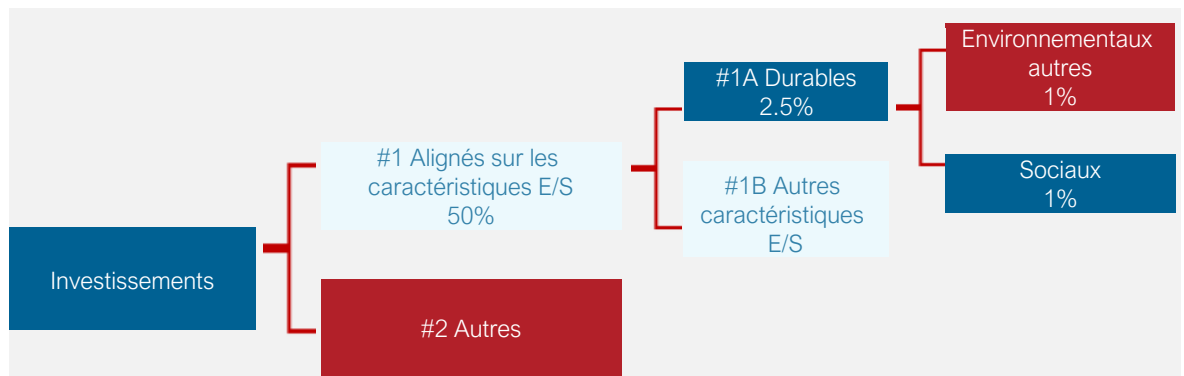 Investissements
#1 Alignés sur les
caractéristiques E/S
50%
#2 Autres
#1A Durables
2.5%
#1B Autres
caractéristiques
E/S
Environnementaux
autres
1%
Sociaux
1%